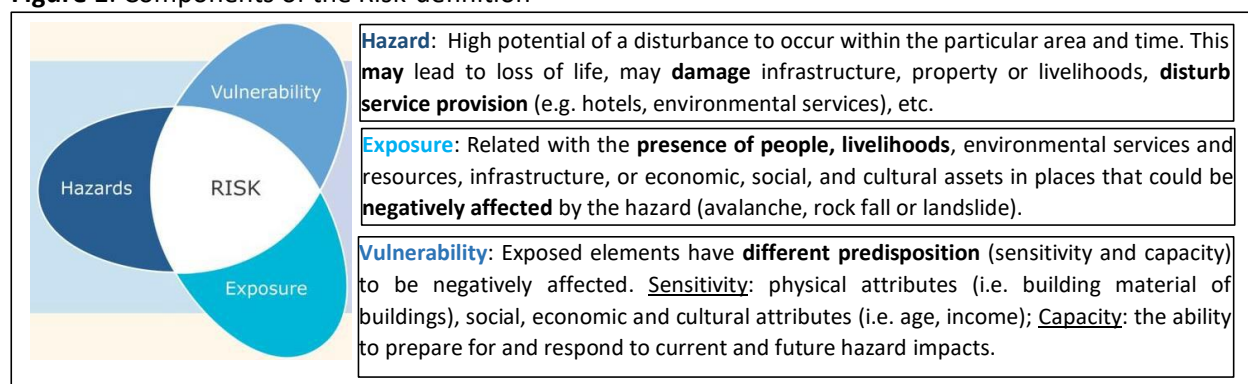 Figure 1: Components of the Risk definition
Vulnerability
Hazards
RISK
Exposure
Hazard: High potential of a disturbance to occur within the particular area and time. This
may lead to loss of life, may damage infrastructure, property or livelihoods, disturb
service provision (e.g. hotels, environmental services), etc.
Exposure: Related with the presence of people, livelihoods, environmental services and
resources, infrastructure, or economic, social, and cultural assets in places that could be
negatively affected by the hazard (avalanche, rock fall or landslide).
Vulnerability: Exposed elements have different predisposition (sensitivity and capacity)
to be negatively affected. Sensitivity: physical attributes (i.e. building material of
buildings), social, economic and cultural attributes (i.e. age, income); Capacity: the ability
to prepare for and respond to current and future hazard impacts.